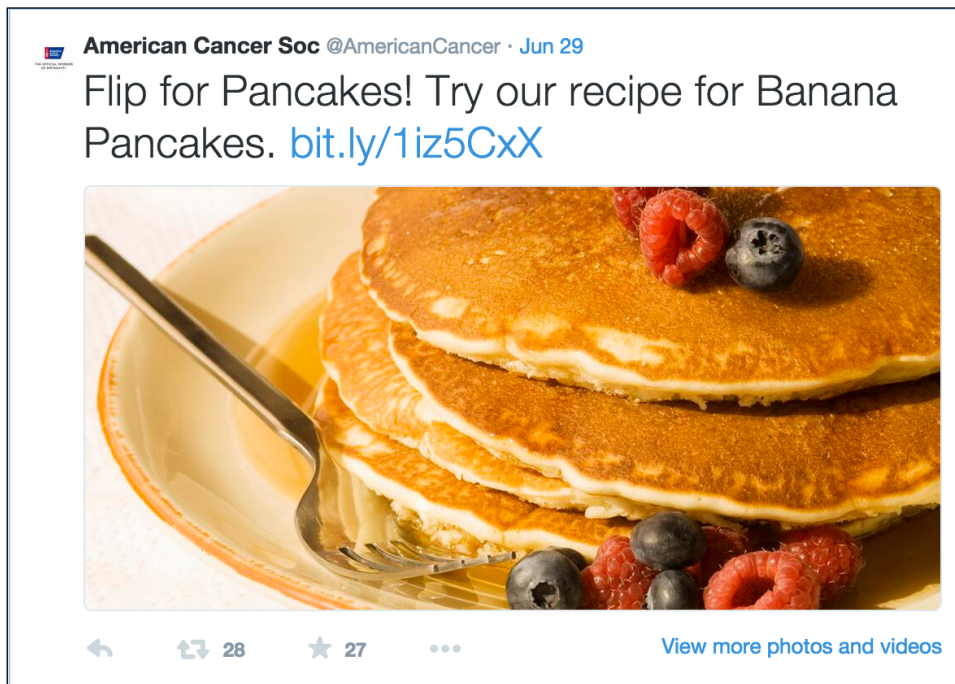 American Cancer Soc @AmericanCancer · Jun 29
Flip for Pancakes! Try our recipe for Banana
Pancakes. bit.ly/1iz5CxX
28 27 View more photos and videos